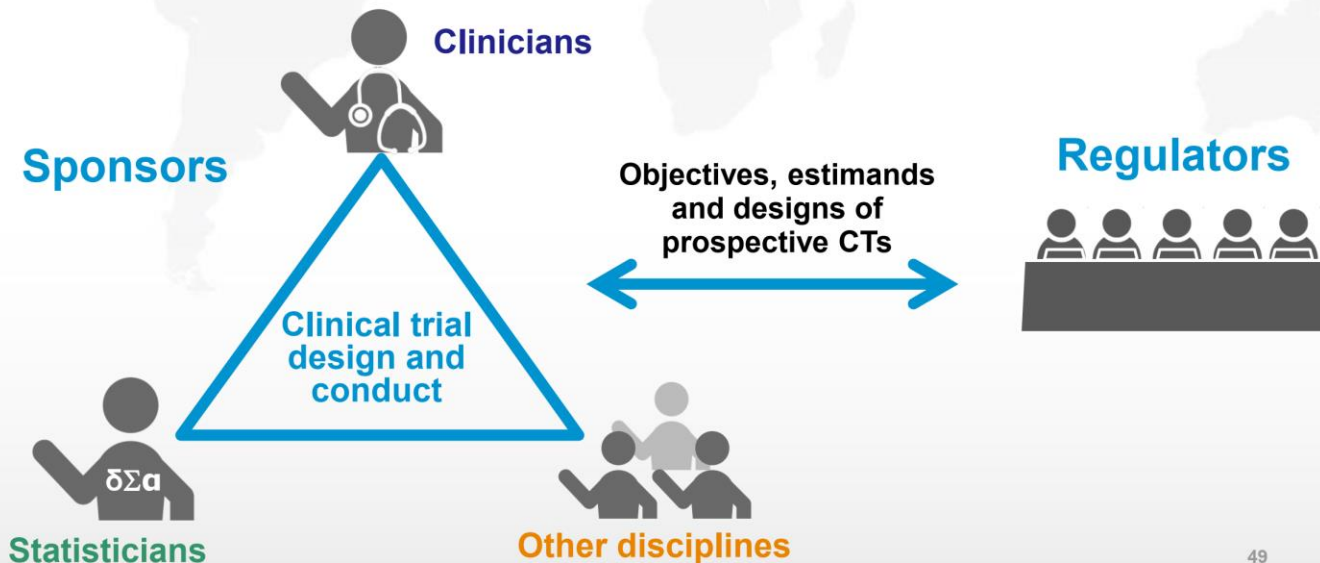 Clinicians
Sponsors
Regulators
Objectives, estimands
and designs of
prospective CTs
Clinical trial
design and
conduct
δΣα
Statisticians
Other disciplines
49